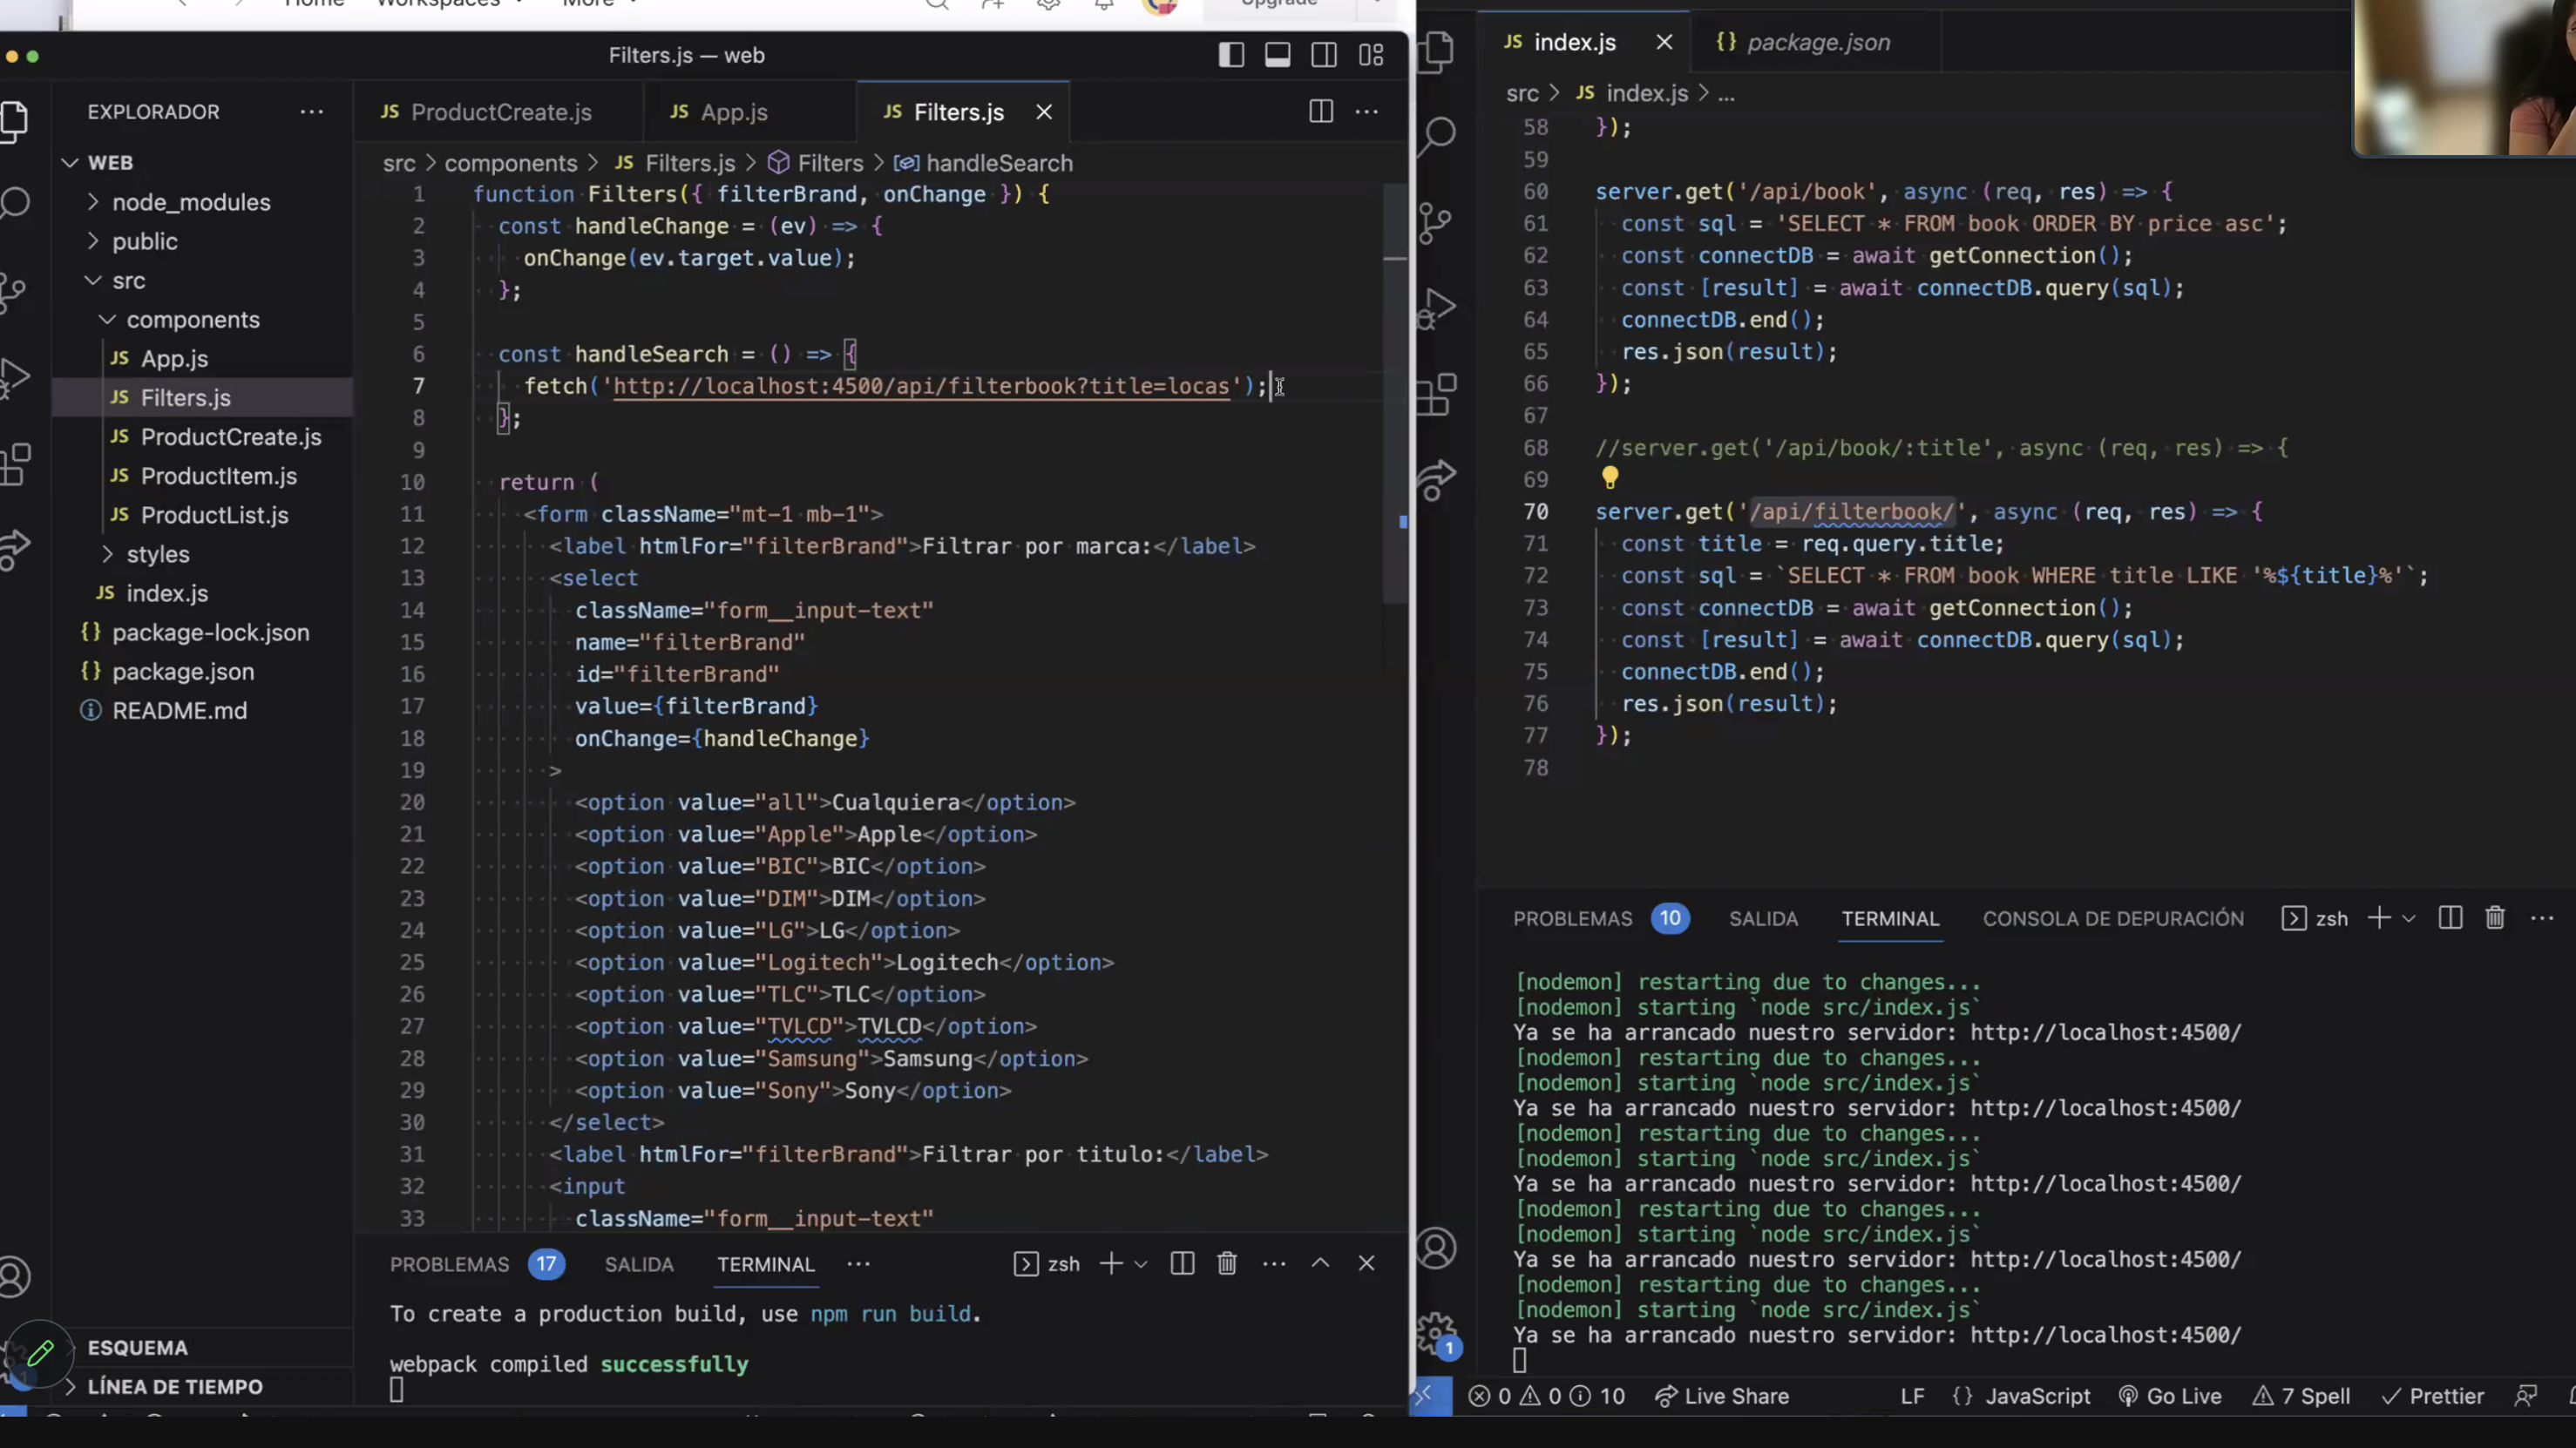 Home Workspaces More Upgrade
Filters.js — web
EXPLORADOR
WEB
node_modules
public
src
components
App.js
Filters.js
ProductCreate.js
ProductItem.js
ProductList.js
styles
index.js
package-lock.json
package.json
README.md
ESQUEMA
LÍNEA DE TIEMPO
ProductCreate.js App.js Filters.js
src > components > Filters.js > Filters > handleSearch
1 function Filters({ filterBrand, onChange }) {
2 const handleChange = (ev) => {
3 onChange(ev.target.value);
4 };
5
6 const handleSearch = () => {
7 fetch('http://localhost:4500/api/filterbook?title=locas');
8 };
9
10 return (
11 <form className="mt-1 mb-1">
12 <label htmlFor="filterBrand">Filtrar por marca:</label>
13 <select
14 className="form__input-text"
15 name="filterBrand"
16 id="filterBrand"
17 value={filterBrand}
18 onChange={handleChange}
19 >
20 <option value="all">Cualquiera</option>
21 <option value="Apple">Apple</option>
22 <option value="BIC">BIC</option>
23 <option value="DIM">DIM</option>
24 <option value="LG">LG</option>
25 <option value="Logitech">Logitech</option>
26 <option value="TLC">TLC</option>
27 <option value="TVLCD">TVLCD</option>
28 <option value="Samsung">Samsung</option>
29 <option value="Sony">Sony</option>
30 </select>
31 <label htmlFor="filterBrand">Filtrar por titulo:</label>
32 <input
33 className="form__input-text"
PROBLEMAS 17 SALIDA TERMINAL ... zsh
To create a production build, use npm run build.
webpack compiled successfully
index.js package.json
src > index.js > ...
58 });
59
60 server.get('/api/book', async (req, res) => {
61 const sql = 'SELECT * FROM book ORDER BY price asc';
62 const connectDB = await getConnection();
63 const [result] = await connectDB.query(sql);
64 connectDB.end();
65 res.json(result);
66 });
67
68 //server.get('/api/book/:title', async (req, res) => {
69
70 server.get('/api/filterbook/', async (req, res) => {
71 const title = req.query.title;
72 const sql = `SELECT * FROM book WHERE title LIKE '%${title}%'`;
73 const connectDB = await getConnection();
74 const [result] = await connectDB.query(sql);
75 connectDB.end();
76 res.json(result);
77 });
78
PROBLEMAS 10 SALIDA TERMINAL CONSOLA DE DEPURACIÓN zsh
[nodemon] restarting due to changes...
[nodemon] starting `node src/index.js`
Ya se ha arrancado nuestro servidor: http://localhost:4500/
[nodemon] restarting due to changes...
[nodemon] starting `node src/index.js`
Ya se ha arrancado nuestro servidor: http://localhost:4500/
[nodemon] restarting due to changes...
[nodemon] starting `node src/index.js`
Ya se ha arrancado nuestro servidor: http://localhost:4500/
[nodemon] restarting due to changes...
[nodemon] starting `node src/index.js`
Ya se ha arrancado nuestro servidor: http://localhost:4500/
[nodemon] restarting due to changes...
[nodemon] starting `node src/index.js`
Ya se ha arrancado nuestro servidor: http://localhost:4500/
1
0 0 10 Live Share LF {} JavaScript Go Live 7 Spell Prettier